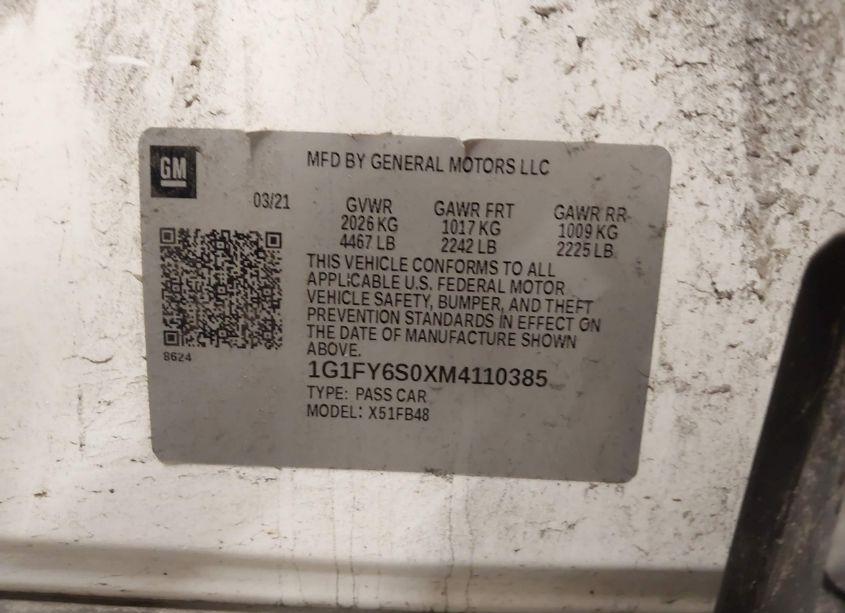 GM
MFD BY GENERAL MOTORS LLC
03/21
GVWR GAWR FRT GAWR RR
2026 KG 1017 KG 1009 KG
4467 LB 2242 LB 2225 LB
THIS VEHICLE CONFORMS TO ALL
APPLICABLE U.S. FEDERAL MOTOR
VEHICLE SAFETY, BUMPER, AND THEFT
PREVENTION STANDARDS IN EFFECT ON
THE DATE OF MANUFACTURE SHOWN
ABOVE.
8624
1G1FY6S0XM4110385
TYPE: PASS CAR
MODEL: X51FB48